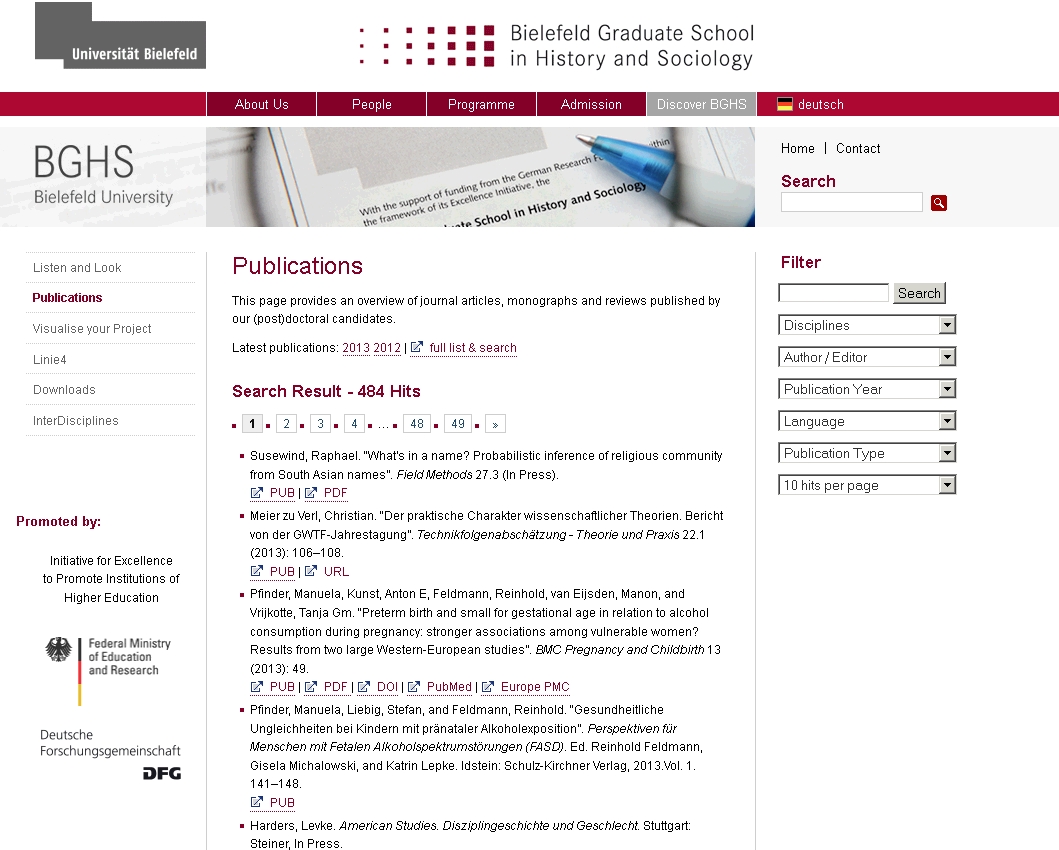 Universität Bielefeld
Bielefeld Graduate School
in History and Sociology
About Us
People
Programme
Admission
Discover BGHS
deutsch
BGHS
Bielefeld University
With the support of funding from the German Research
within
the framework of its Excellence Initiative, the
School in History and Sociology
Home | Contact
Search
Listen and Look
Publications
Visualise your Project
Linie4
Downloads
InterDisciplines
Promoted by:
Initiative for Excellence
to Promote Institutions of
Higher Education
Federal Ministry
of Education
and Research
Deutsche
Forschungsgemeinschaft
DFG
Publications
This page provides an overview of journal articles, monographs and reviews published by
our (post)doctoral candidates.
Latest publications: 2013 2012 | full list & search
Search Result - 484 Hits
1 2 3 4 ... 48 49 »
Susewind, Raphael. "What's in a name? Probabilistic inference of religious community
from South Asian names". Field Methods 27.3 (In Press).
PUB | PDF
Meier zu Verl, Christian. "Der praktische Charakter wissenschaftlicher Theorien. Bericht
von der GWTF-Jahrestagung". Technikfolgenabschätzung - Theorie und Praxis 22.1
(2013): 106–108.
PUB | URL
Pfinder, Manuela, Kunst, Anton E, Feldmann, Reinhold, van Eijsden, Manon, and
Vrijkotte, Tanja Gm. "Preterm birth and small for gestational age in relation to alcohol
consumption during pregnancy: stronger associations among vulnerable women?
Results from two large Western-European studies". BMC Pregnancy and Childbirth 13
(2013): 49.
PUB | PDF | DOI | PubMed | Europe PMC
Pfinder, Manuela, Liebig, Stefan, and Feldmann, Reinhold. "Gesundheitliche
Ungleichheiten bei Kindern mit pränataler Alkoholexposition". Perspektiven für
Menschen mit Fetalen Alkoholspektrumstörungen (FASD). Ed. Reinhold Feldmann,
Gisela Michalowski, and Katrin Lepke. Idstein: Schulz-Kirchner Verlag, 2013.Vol. 1.
141–148.
PUB
Harders, Levke. American Studies. Disziplingeschichte und Geschlecht. Stuttgart:
Steiner, In Press.
Filter
Search
Disciplines
Author / Editor
Publication Year
Language
Publication Type
10 hits per page